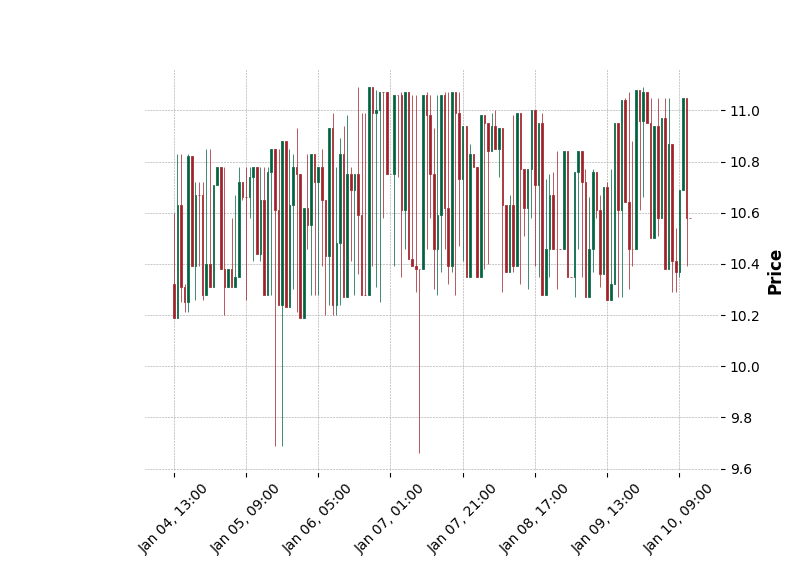 11.0
10.8
10.6
10.4
10.2
10.0
9.8
9.6
Price
Jan 04, 13:00
Jan 05, 09:00
Jan 06, 05:00
Jan 07, 01:00
Jan 07, 21:00
Jan 08, 17:00
Jan 09, 13:00
Jan 10, 09:00